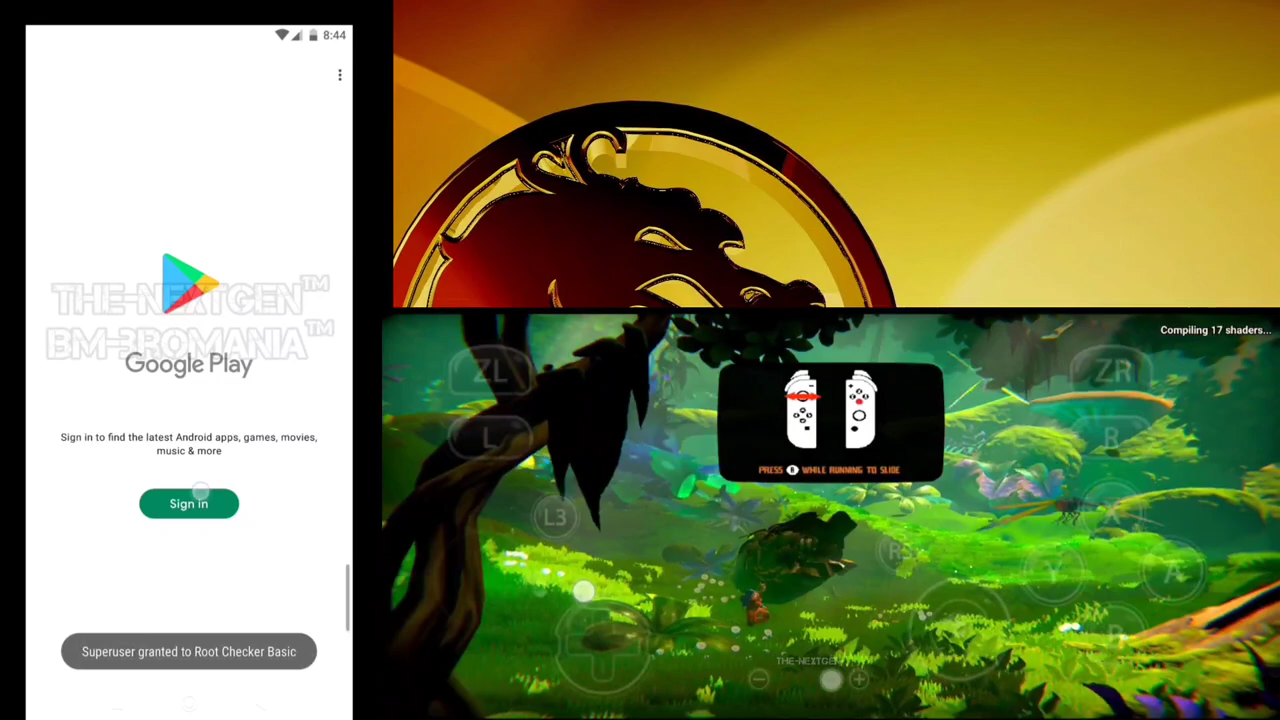 8:44
THE-NEXTGEN™
BM-BROMANIA™
Google Play
Sign in to find the latest Android apps, games, movies,
music & more
Sign in
Superuser granted to Root Checker Basic
Compiling 17 shaders...
ZL
ZR
L
R
PRESS B WHILE RUNNING TO SLIDE
L3
R
X
Y
A
B
THE-NEXTGEN